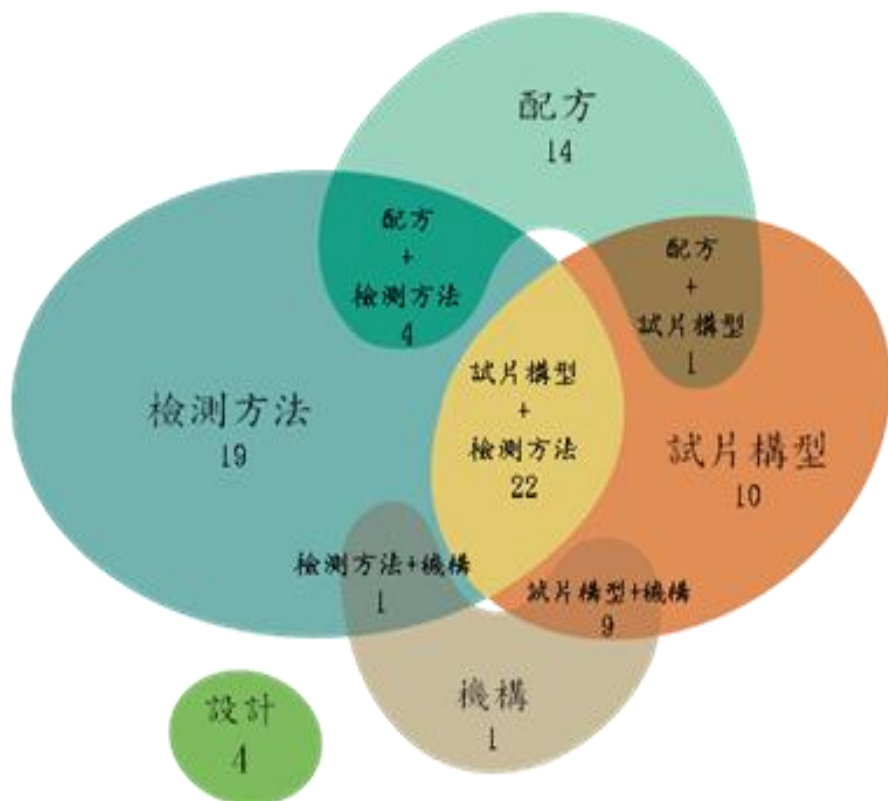 配方
14
配方
+
檢測方法
4
配方
+
試片構型
1
試片構型
+
檢測方法
22
檢測方法
19
試片構型
10
檢測方法+機構
1
試片構型+機構
9
機構
1
設計
4